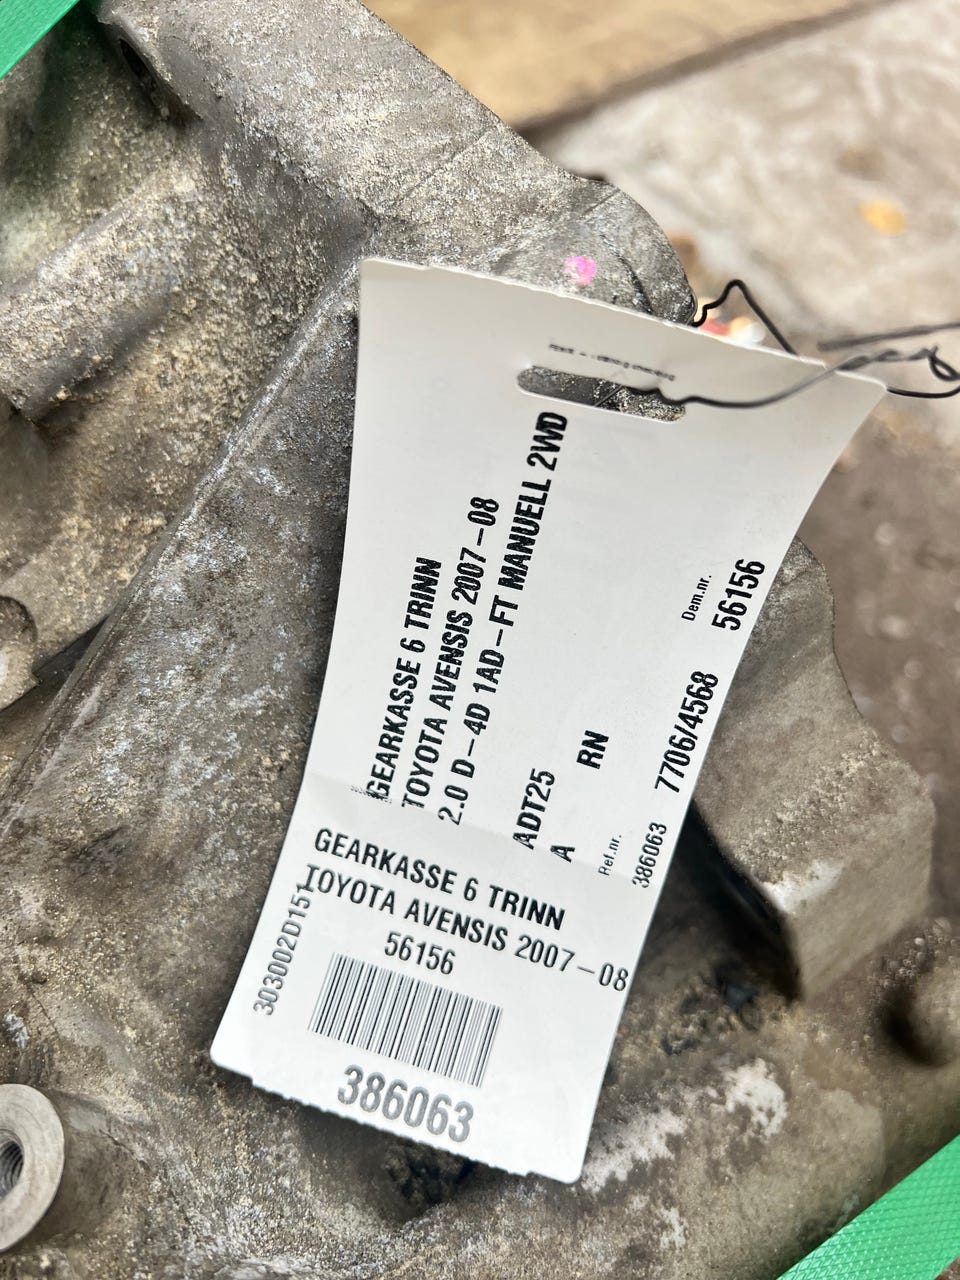 GEARKASSE 6 TRINN
TOYOTA AVENSIS 2007-08
2.0 D-4D 1AD-FT MANUELL 2WD
ADT25
A RN
Ref.nr. Dem.nr.
386063 7706/4568 56156
GEARKASSE 6 TRINN
TOYOTA AVENSIS 2007-08
56156
303002D151
386063